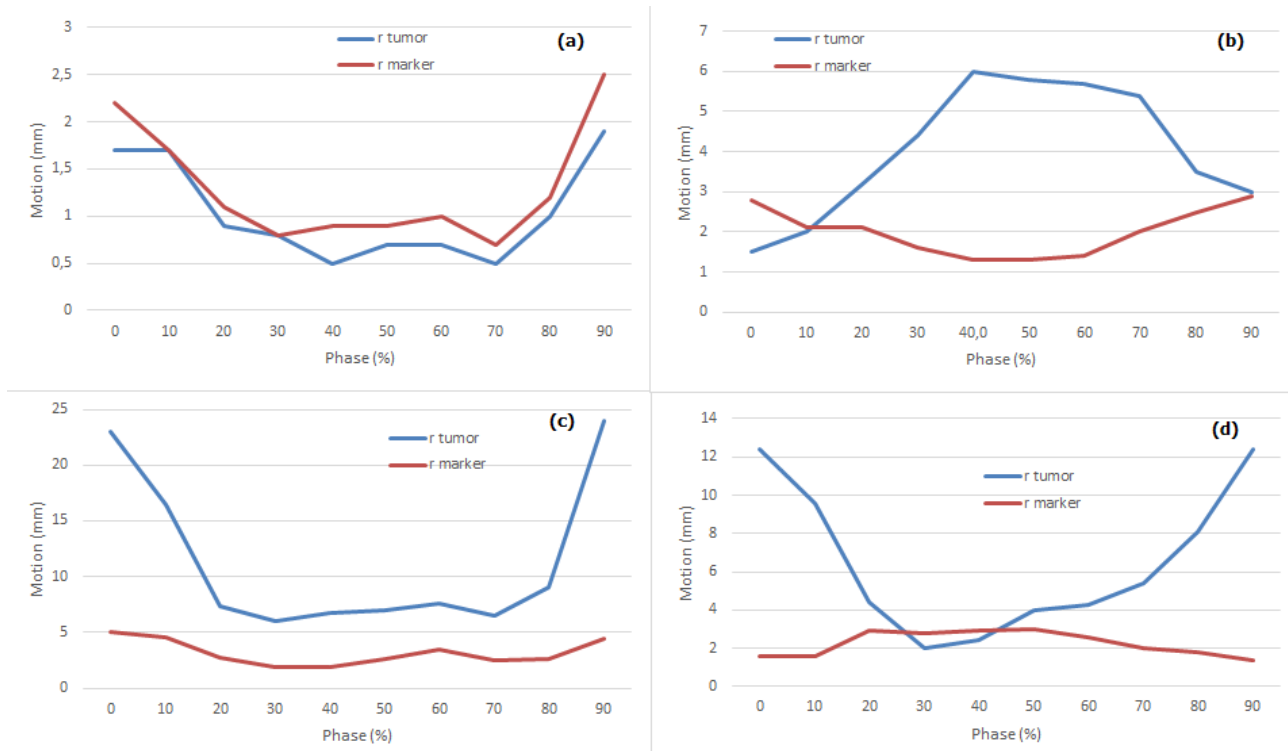 (a)
r tumor
r marker
Motion (mm)
3
2,5
2
1,5
1
0,5
0
0 10 20 30 40 50 60 70 80 90
Phase (%)
(b)
r tumor
r marker
Motion (mm)
7
6
5
4
3
2
1
0
0 10 20 30 40,0 50 60 70 80 90
Phase (%)
(c)
r tumor
r marker
Motion (mm)
25
20
15
10
5
0
0 10 20 30 40 50 60 70 80 90
Phase (%)
(d)
r tumor
r marker
Motion (mm)
14
12
10
8
6
4
2
0
0 10 20 30 40 50 60 70 80 90
Phase (%)